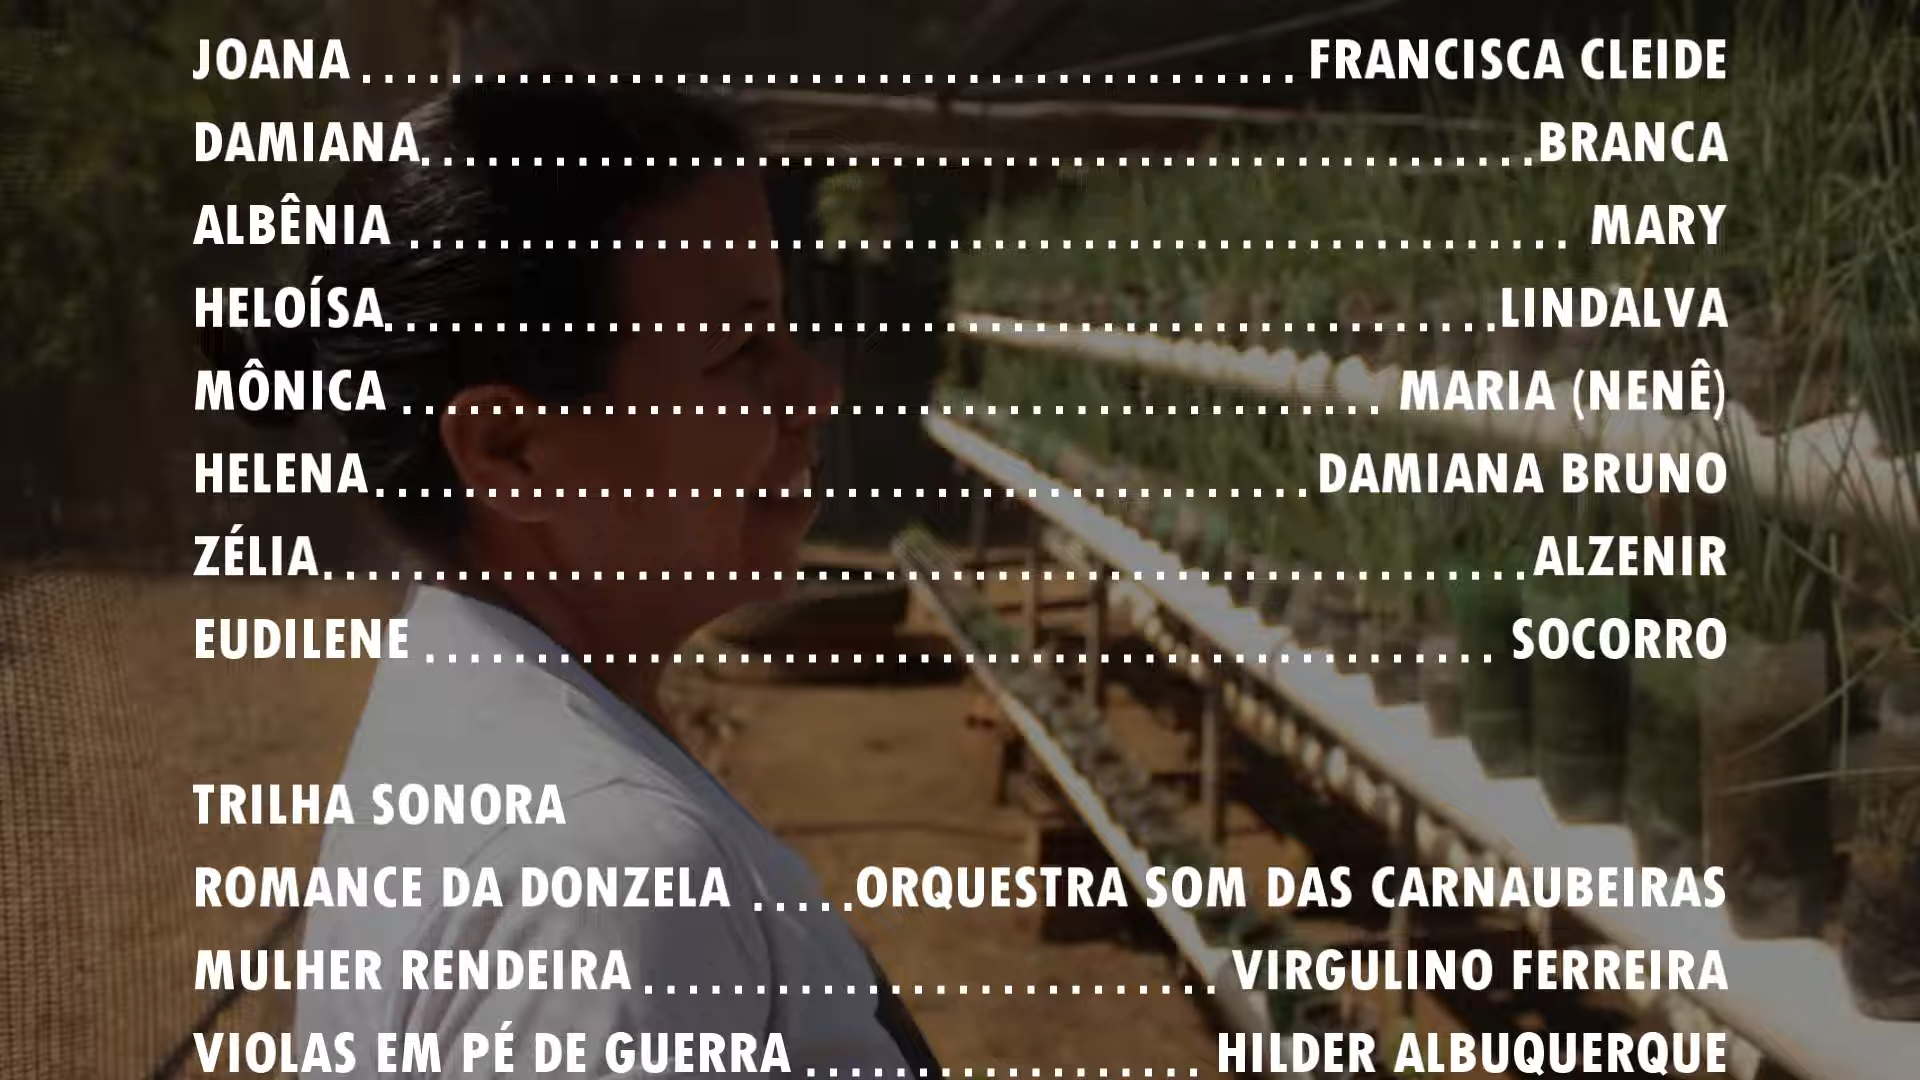 JOANA ........................................ FRANCISCA CLEIDE
DAMIANA................................................BRANCA
ALBÊNIA .................................................. MARY
HELOÍSA................................................LINDALVA
MÔNICA .......................................... MARIA (NENÊ)
HELENA........................................DAMIANA BRUNO
ZÉLIA....................................................ALZENIR
EUDILENE ............................................... SOCORRO
TRILHA SONORA
ROMANCE DA DONZELA .....ORQUESTRA SOM DAS CARNAUBEIRAS
MULHER RENDEIRA ......................... VIRGULINO FERREIRA
VIOLAS EM PÉ DE GUERRA .................. HILDER ALBUQUERQUE